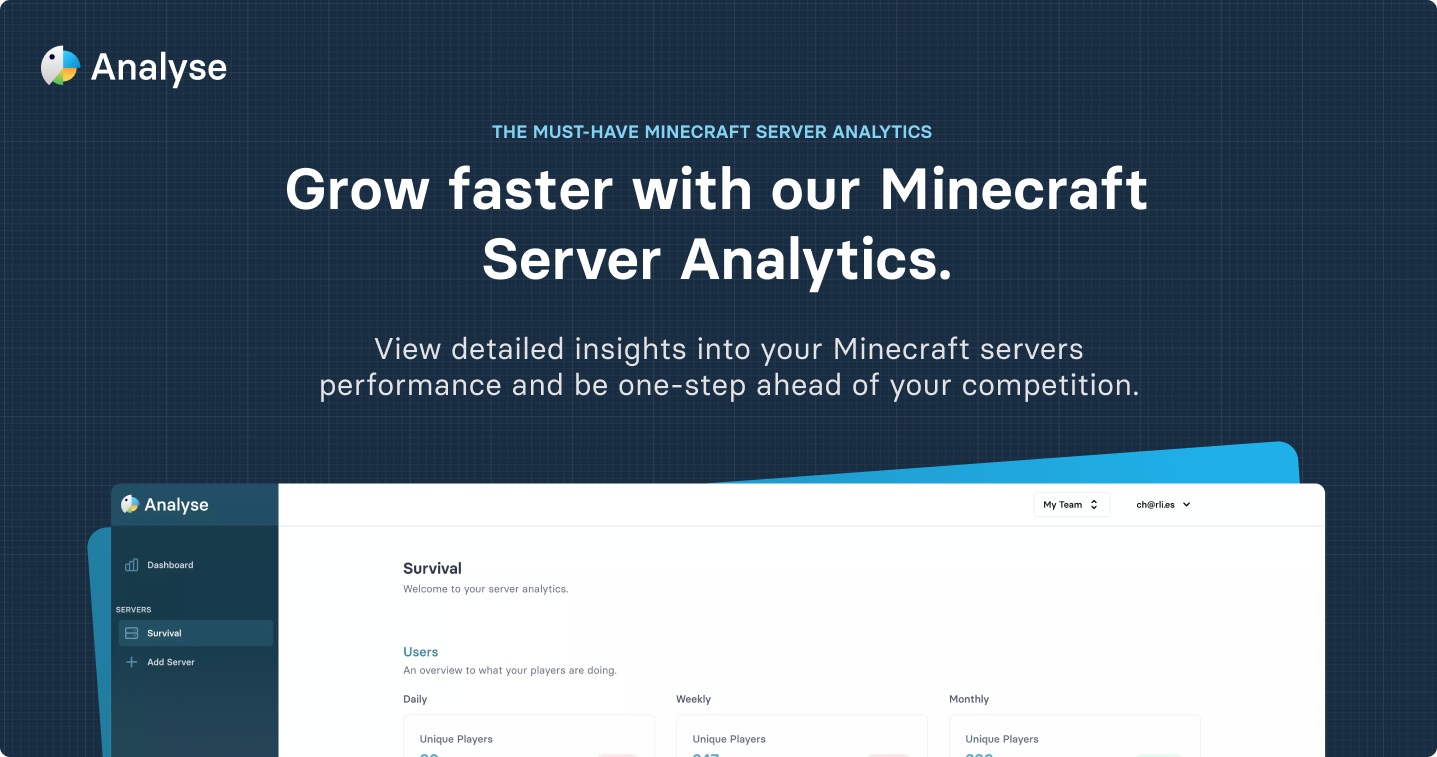 Analyse
THE MUST-HAVE MINECRAFT SERVER ANALYTICS
Grow faster with our Minecraft
Server Analytics.
View detailed insights into your Minecraft servers
performance and be one-step ahead of your competition.
Analyse
My Team
ch@rli.es
Dashboard
SERVERS
Survival
Add Server
Survival
Welcome to your server analytics.
Users
An overview to what your players are doing.
Daily
Weekly
Monthly
Unique Players
Unique Players
Unique Players